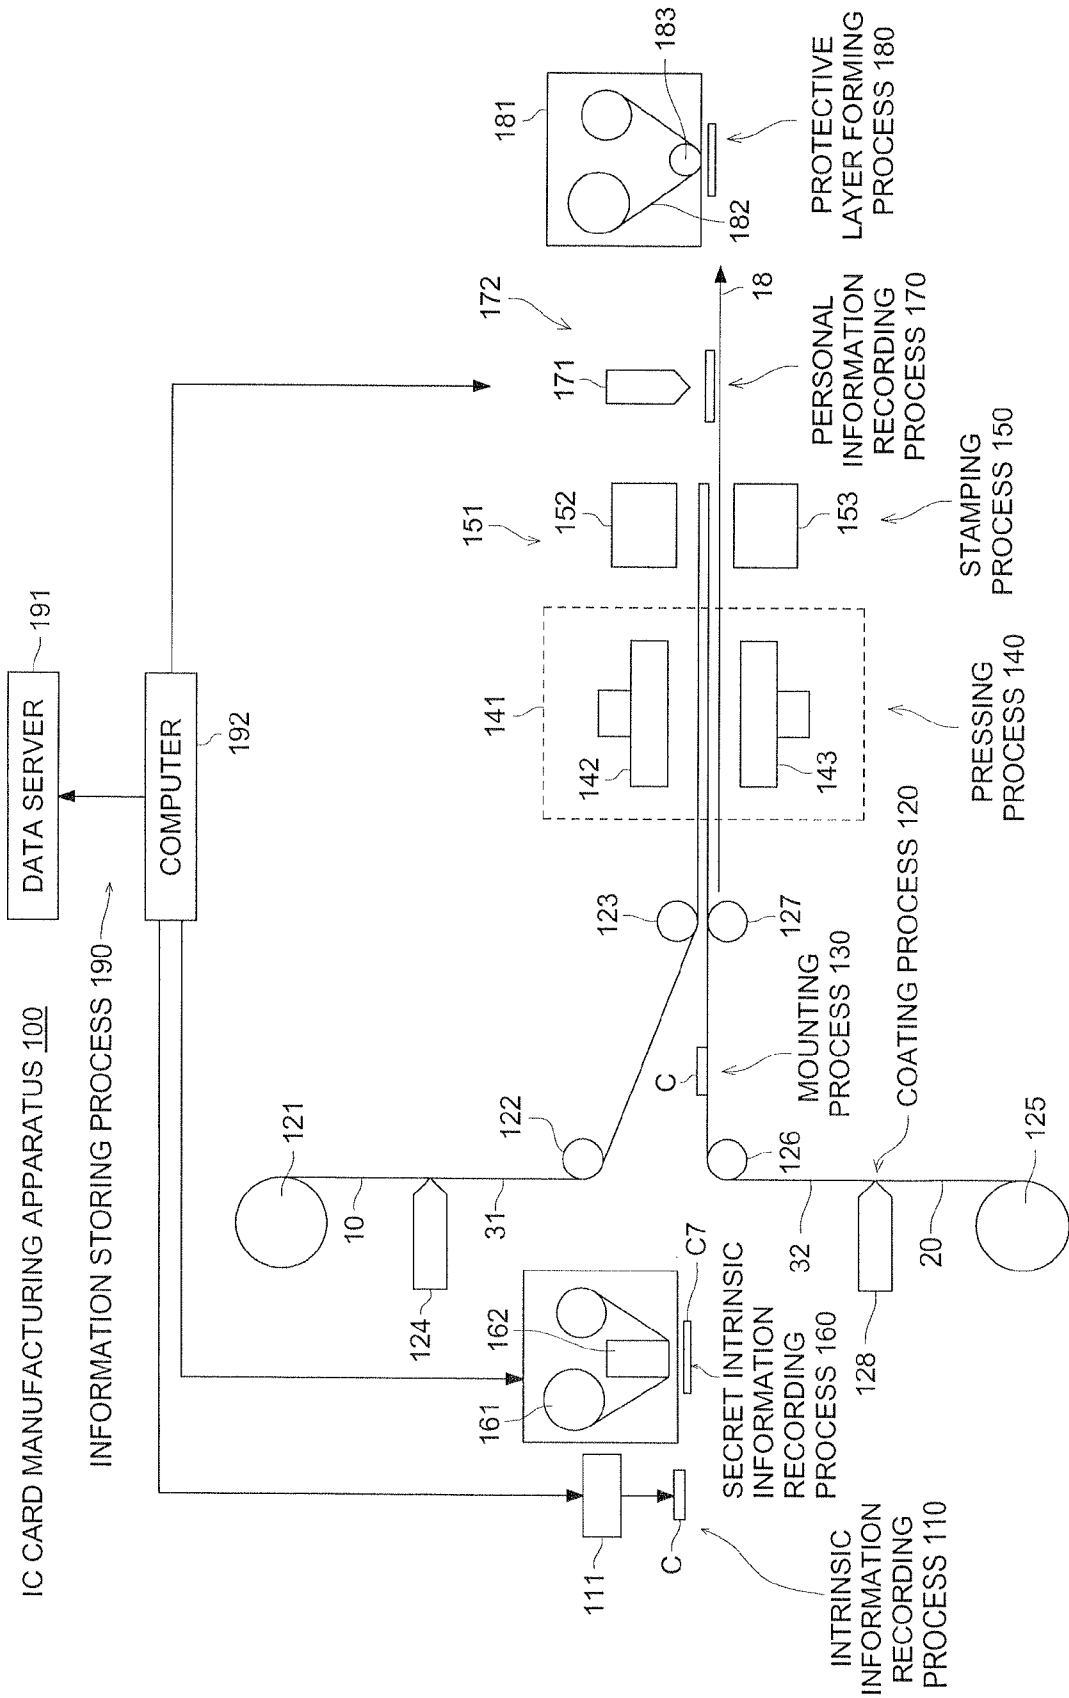 IC CARD MANUFACTURING APPARATUS 100
DATA SERVER
191
INFORMATION STORING PROCESS 190
COMPUTER
192
121
10
124
31
122
161
162
111
C
C7
INTRINSIC
INFORMATION
RECORDING
PROCESS 110
SECRET INTRINSIC
INFORMATION
RECORDING
PROCESS 160
32
126
128
20
125
COATING PROCESS 120
C
MOUNTING
PROCESS 130
123
127
141
142
143
PRESSING
PROCESS 140
151
152
153
STAMPING
PROCESS 150
172
171
18
PERSONAL
INFORMATION
RECORDING
PROCESS 170
181
182
183
PROTECTIVE
LAYER FORMING
PROCESS 180